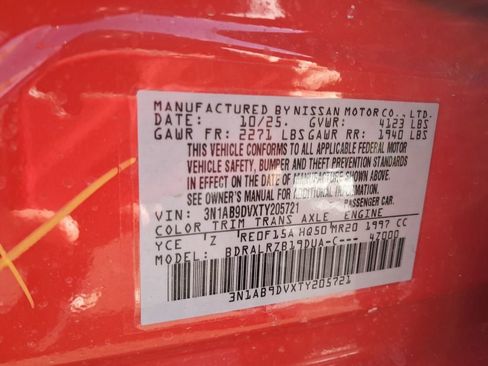 MANUFACTURED BY NISSAN MOTOR CO., LTD.
DATE: 10/25. GVWR: 4123 LBS
GAWR FR: 2271 LBS GAWR RR: 1940 LBS
THIS VEHICLE CONFORMS TO ALL APPLICABLE FEDERAL MOTOR
VEHICLE SAFETY, BUMPER AND THEFT PREVENTION STANDARDS
IN EFFECT ON THE DATE OF MANUFACTURE SHOWN ABOVE.
SEE OWNER'S MANUAL FOR ADDITIONAL INFORMATION.
VIN: 3N1AB9DVXTY205721 PASSENGER CAR.
COLOR TRIM TRANS AXLE ENGINE
YCE Z RE0F15A HQ50 MR20 1997 CC
MODEL: BDRALRZB19DUA-C--- 4Z000
3N1AB9DVXTY205721